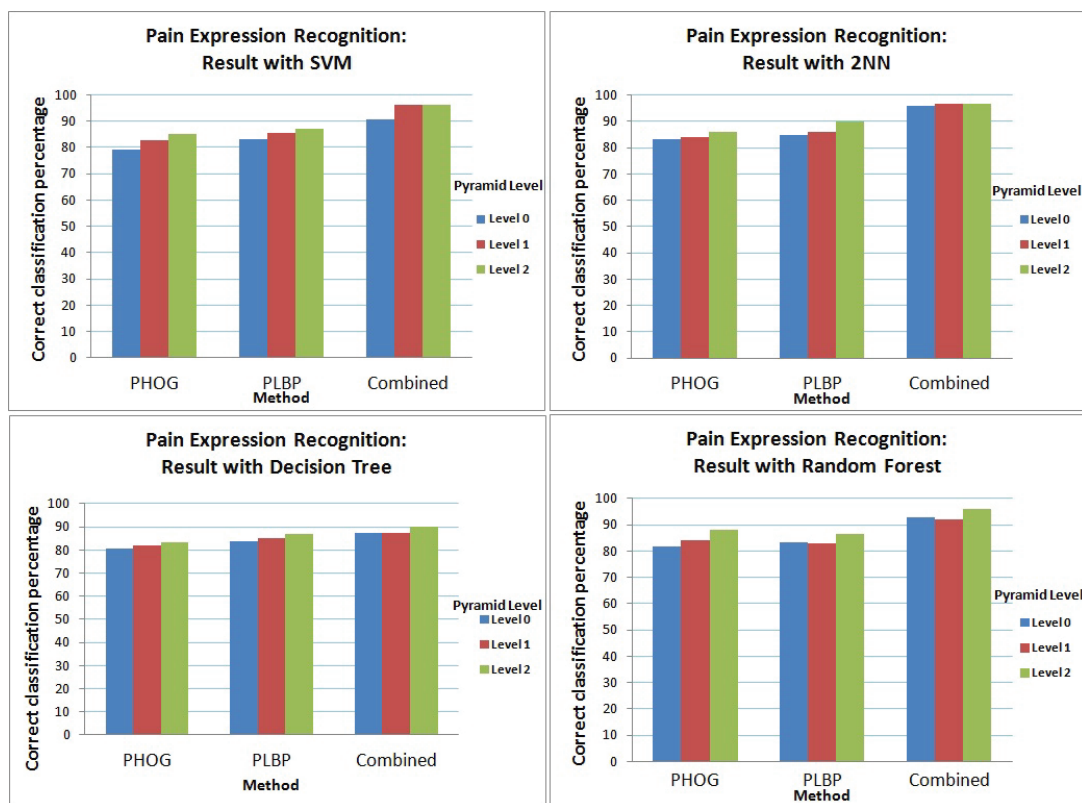 Pain Expression Recognition:
Result with SVM
Correct classification percentage
100
90
80
70
60
50
40
30
20
10
0
PHOG
PLBP
Combined
Method
Pyramid Level
Level 0
Level 1
Level 2
Pain Expression Recognition:
Result with 2NN
Correct classification percentage
100
90
80
70
60
50
40
30
20
10
0
PHOG
PLBP
Combined
Method
Pyramid Level
Level 0
Level 1
Level 2
Pain Expression Recognition:
Result with Decision Tree
Correct classification percentage
100
90
80
70
60
50
40
30
20
10
0
PHOG
PLBP
Combined
Method
Pyramid Level
Level 0
Level 1
Level 2
Pain Expression Recognition:
Result with Random Forest
Correct classification percentage
100
90
80
70
60
50
40
30
20
10
0
PHOG
PLBP
Combined
Method
Pyramid Level
Level 0
Level 1
Level 2